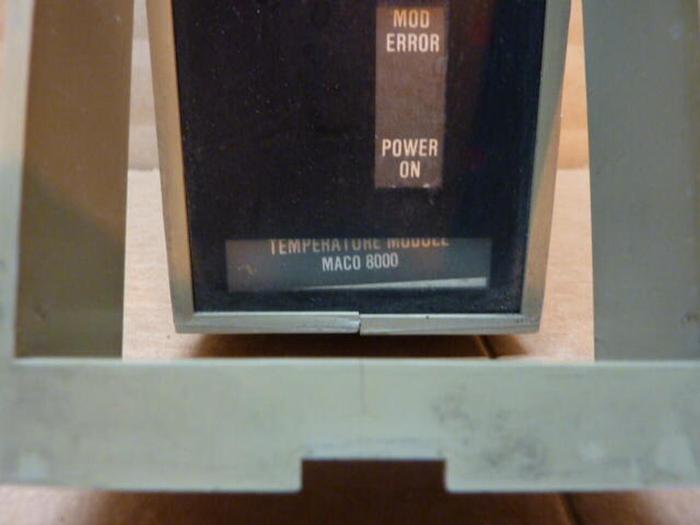 MOD
ERROR
POWER
ON
TEMPERATURE MODULE
MACO 8000